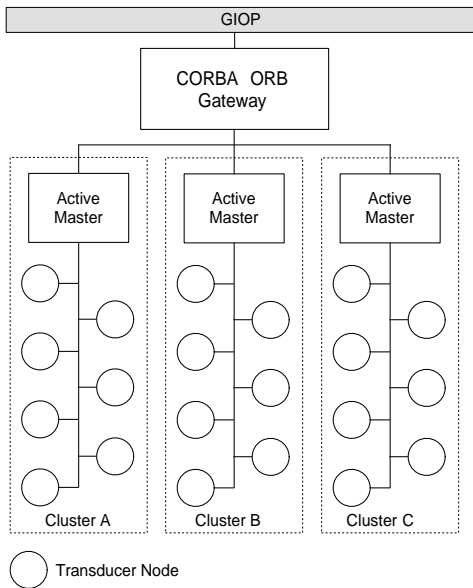 GIOP
CORBA ORB
Gateway
Active
Master
Active
Master
Active
Master
Cluster A
Cluster B
Cluster C
Transducer Node